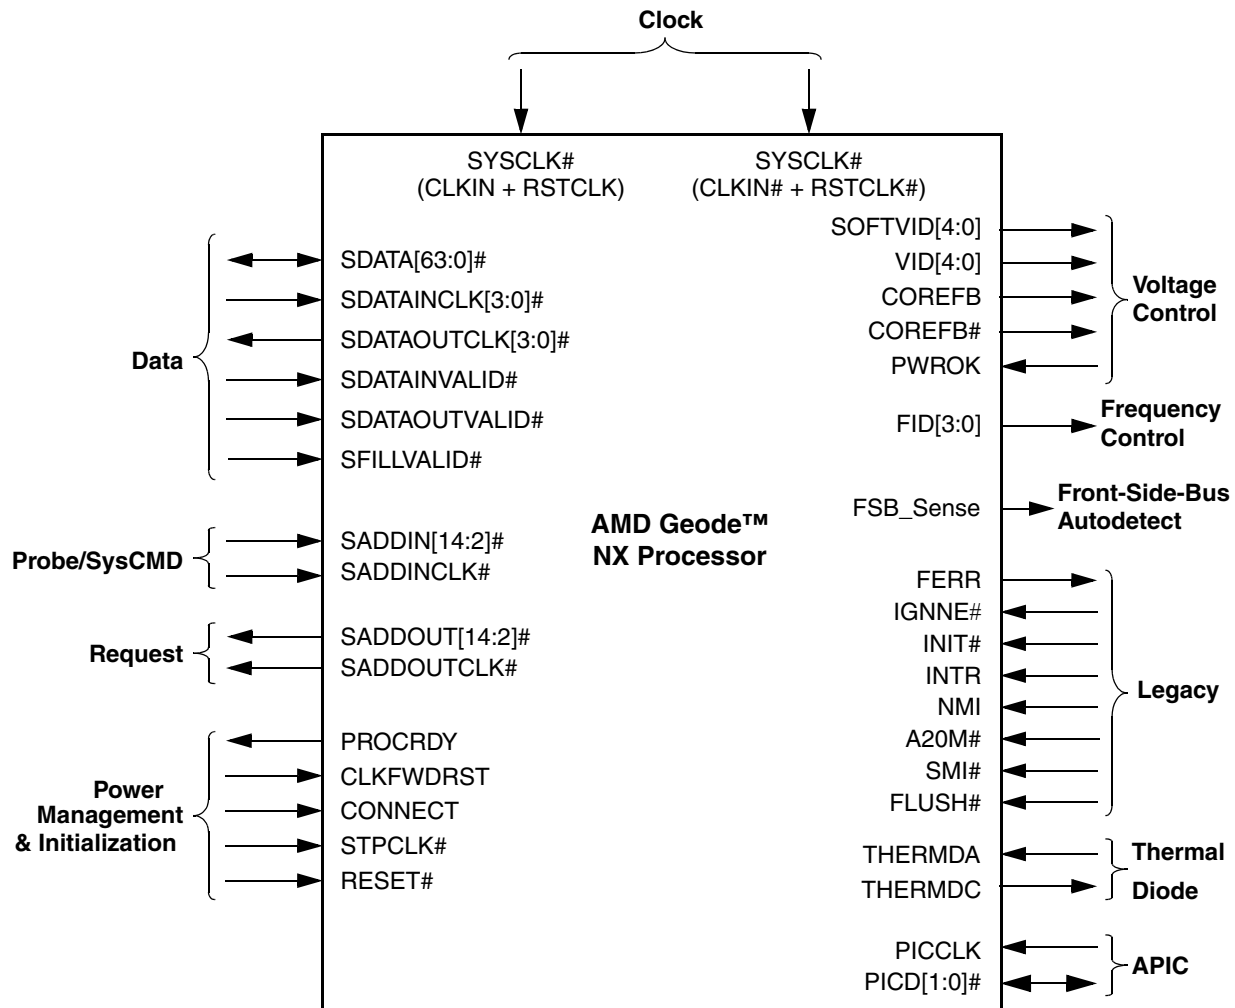 Clock
SYSCLK#
(CLKIN + RSTCLK)
SYSCLK#
(CLKIN# + RSTCLK#)
Data
SDATA[63:0]#
SDATAINCLK[3:0]#
SDATAOUTCLK[3:0]#
SDATAINVALID#
SDATAOUTVALID#
SFILLVALID#
Probe/SysCMD
SADDIN[14:2]#
SADDINCLK#
Request
SADDOUT[14:2]#
SADDOUTCLK#
Power
Management
& Initialization
PROCRDY
CLKFWDRST
CONNECT
STPCLK#
RESET#
AMD Geode™
NX Processor
SOFTVID[4:0]
VID[4:0]
COREFB
COREFB#
PWROK
Voltage
Control
FID[3:0]
Frequency
Control
FSB_Sense
Front-Side-Bus
Autodetect
FERR
IGNNE#
INIT#
INTR
NMI
A20M#
SMI#
FLUSH#
Legacy
THERMDA
THERMDC
Thermal
Diode
PICCLK
PICD[1:0]#
APIC